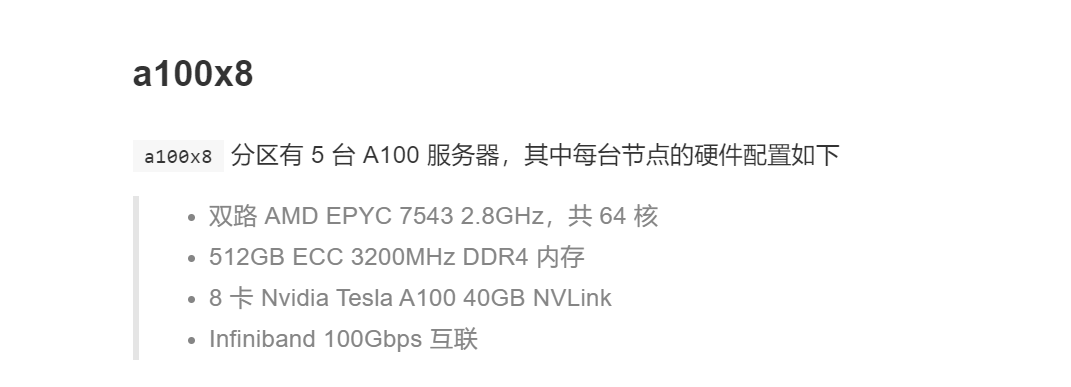 a100x8
a100x8 分区有 5 台 A100 服务器，其中每台节点的硬件配置如下
• 双路 AMD EPYC 7543 2.8GHz，共 64 核
• 512GB ECC 3200MHz DDR4 内存
• 8 卡 Nvidia Tesla A100 40GB NVLink
• Infiniband 100Gbps 互联